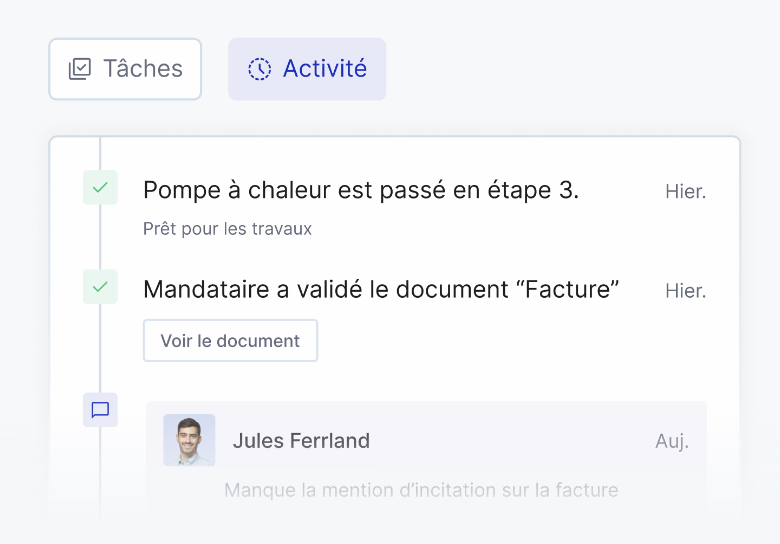 Tâches
Activité
Pompe à chaleur est passé en étape 3.
Hier.
Prêt pour les travaux
Mandataire a validé le document “Facture”
Hier.
Voir le document
Jules Ferrland
Auj.
Manque la mention d’incitation sur la facture